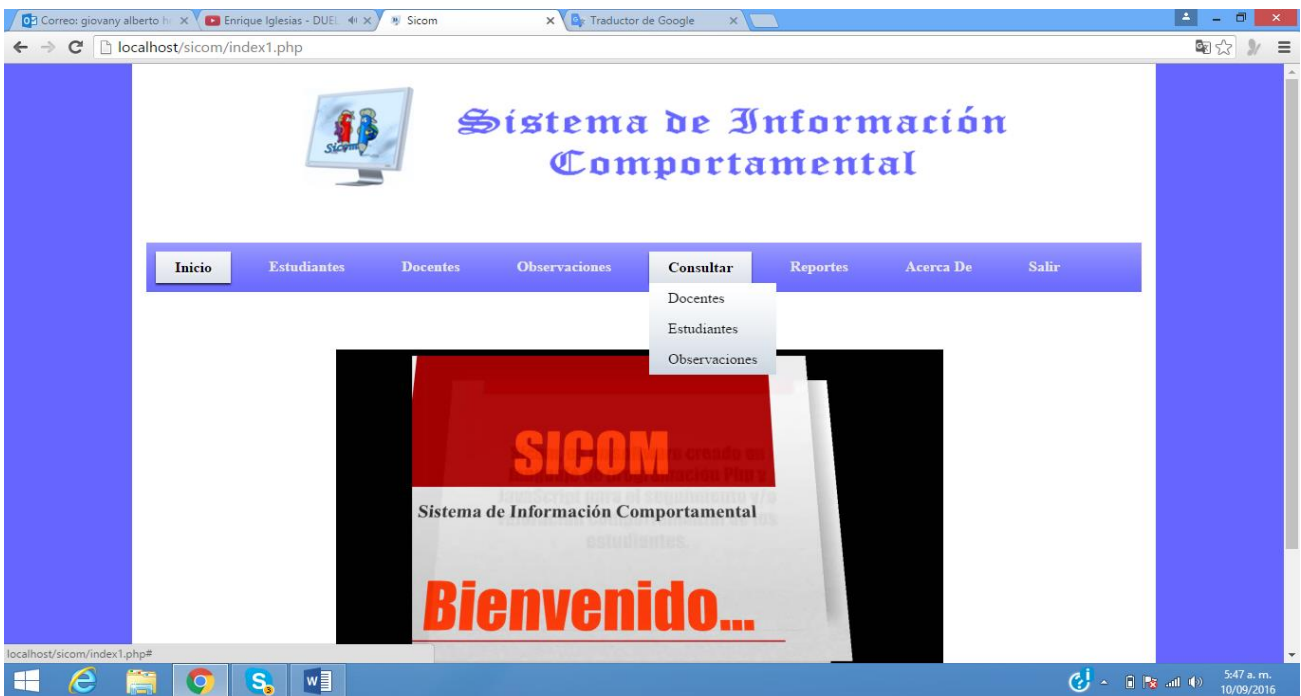 Correo: giovany alberto he
Enrique Iglesias - DUEL
Sicom
Traductor de Google
localhost/sicom/index1.php
Sicom
Sistema de Información
Comportamental
Inicio Estudiantes Docentes Observaciones Consultar Reportes Acerca De Salir
Docentes
Estudiantes
Observaciones
SICOM
Sistema de Información Comportamental
estudiantes.
Bienvenido...
localhost/sicom/index1.php#
5:47 a. m.
10/09/2016